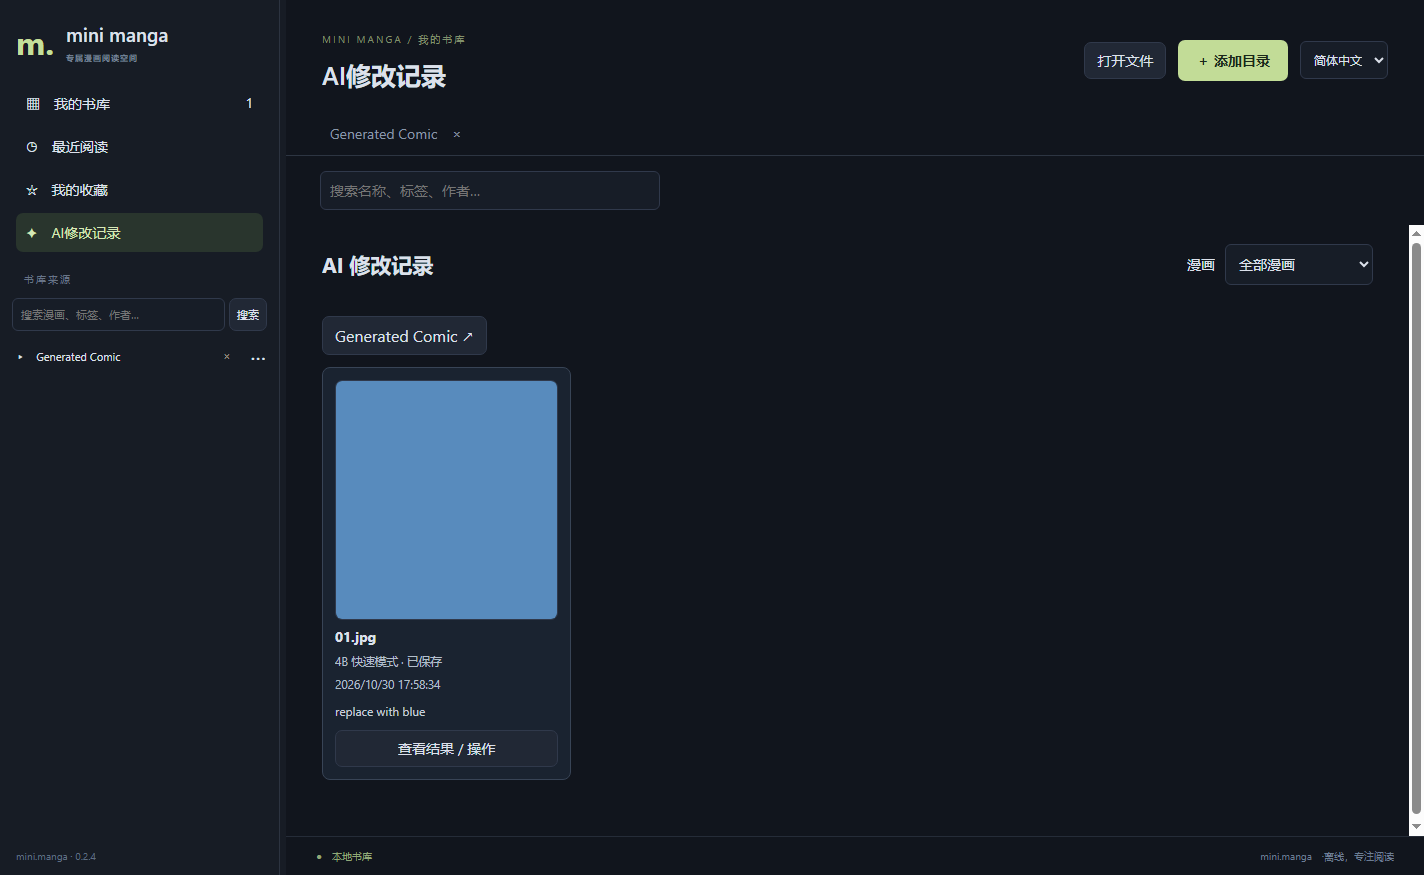 m. mini manga
专属漫画阅读空间
▦ 我的书库 1
◷ 最近阅读
☆ 我的收藏
✦ AI修改记录
书库来源
搜索漫画、标签、作者... 搜索
▸ Generated Comic × ...
mini.manga · 0.2.4
MINI MANGA / 我的书库
AI修改记录
打开文件 + 添加目录 简体中文
Generated Comic ×
搜索名称、标签、作者...
AI 修改记录
漫画 全部漫画
Generated Comic ↗
01.jpg
4B 快速模式 · 已保存
2026/10/30 17:58:34
replace with blue
查看结果 / 操作
● 本地书库
mini.manga ·离线，专注阅读